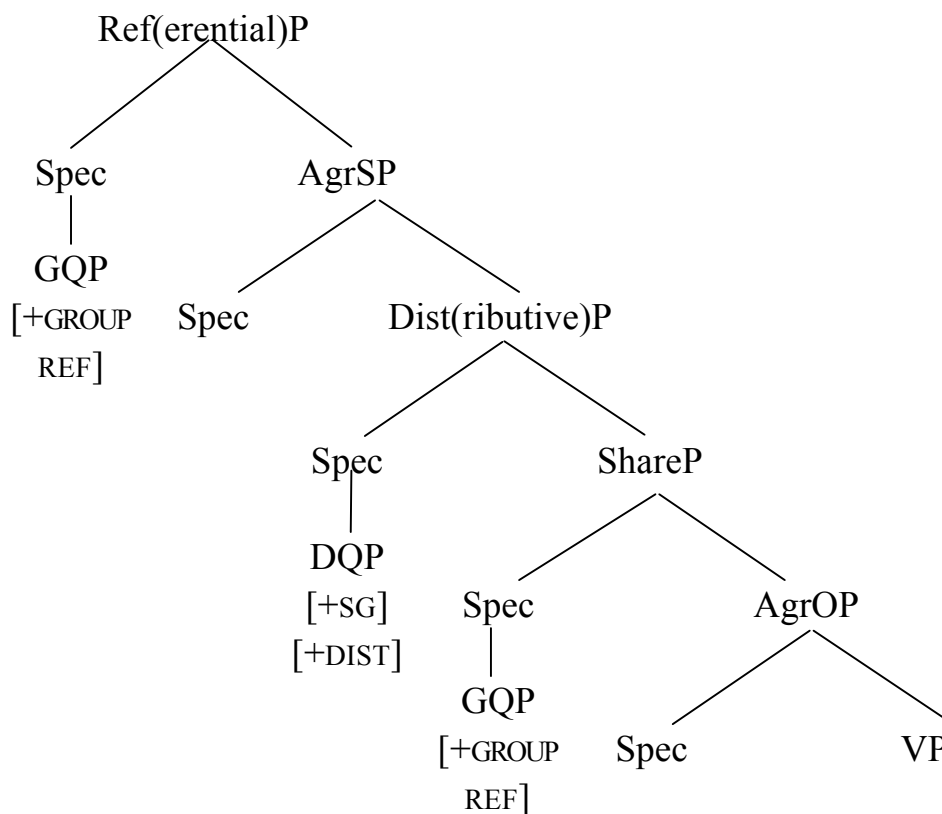 Ref(erential)P
Spec AgrSP
GQP
[+GROUP Spec Dist(ributive)P
REF]
Spec ShareP
DQP
[+SG] Spec AgrOP
[+DIST]
GQP
[+GROUP Spec VP
REF]